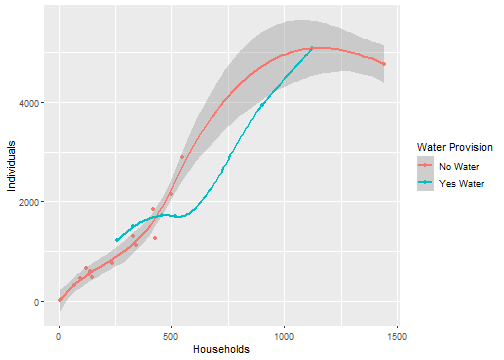 4000
2000
0
Individuals
0
500
1000
1500
Households
Water Provision
No Water
Yes Water